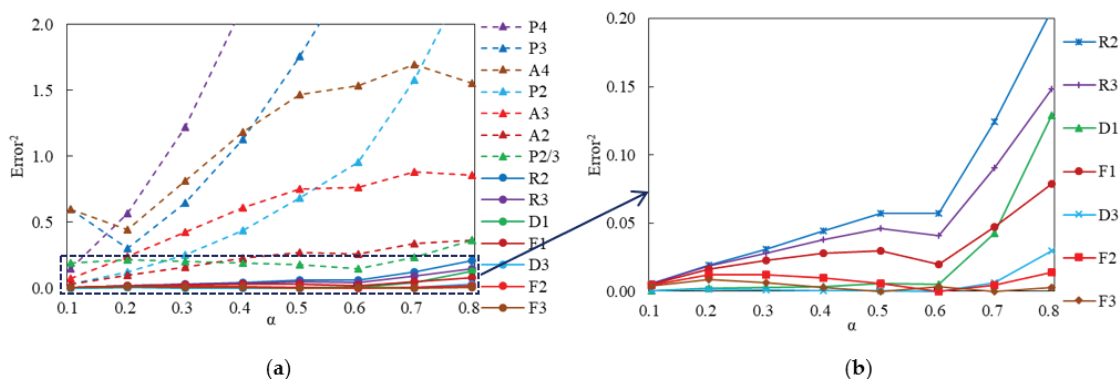 2.0
1.5
1.0
0.5
0.0
Error²
0.1 0.2 0.3 0.4 0.5 0.6 0.7 0.8
α
P4
P3
A4
P2
A3
A2
P2/3
R2
R3
D1
F1
D3
F2
F3
(a)
0.20
0.15
0.10
0.05
0.00
Error²
0.1 0.2 0.3 0.4 0.5 0.6 0.7 0.8
α
R2
R3
D1
F1
D3
F2
F3
(b)